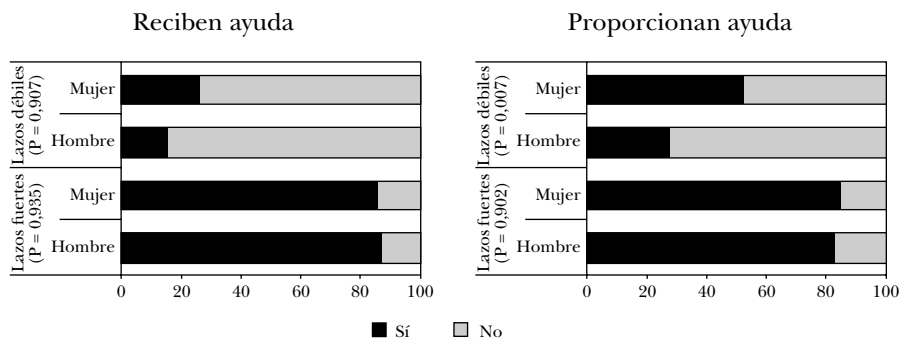 Reciben ayuda
Lazos débiles
(P = 0,907)
Mujer
Hombre
Lazos fuertes
(P = 0,935)
Mujer
Hombre
0 20 40 60 80 100
Proporcionan ayuda
Lazos débiles
(P = 0,007)
Mujer
Hombre
Lazos fuertes
(P = 0,902)
Mujer
Hombre
0 20 40 60 80 100
Sí No